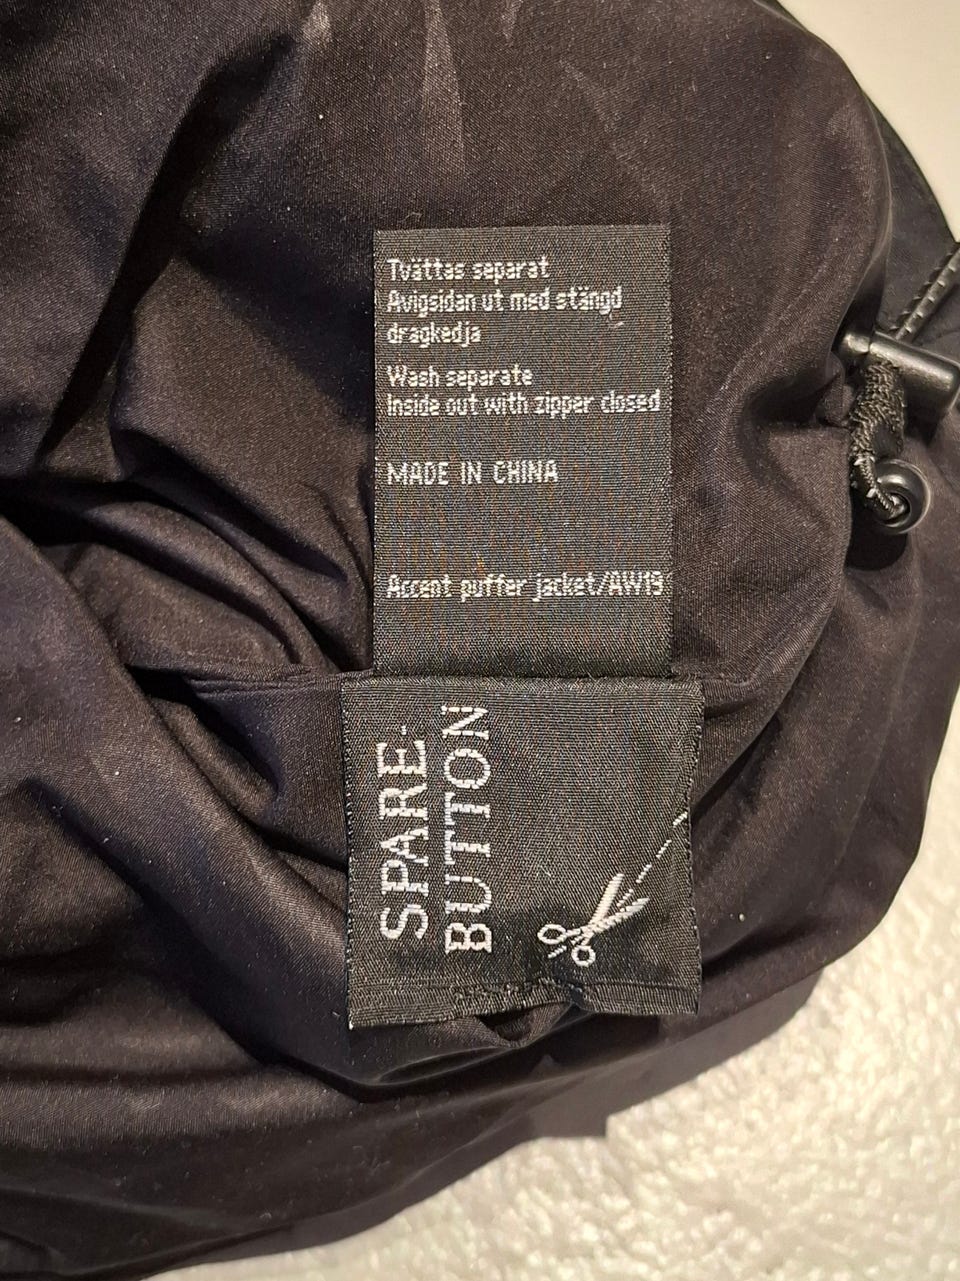 Tvättas separat
Avigsidan ut med stängd
dragkedja
Wash separate
Inside out with zipper closed
MADE IN CHINA
Accent puffer jacket/AW19
SPARE-
BUTTON